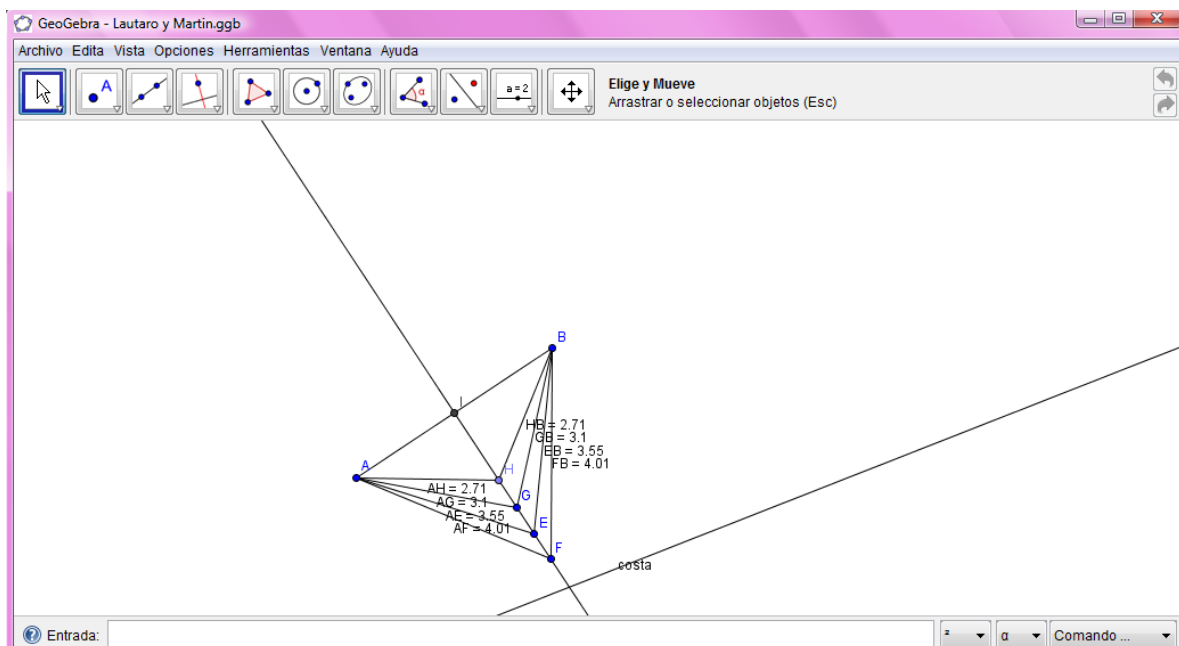 GeoGebra - Lautaro y Martin.ggb
Archivo Edita Vista Opciones Herramientas Ventana Ayuda
A
α
a = 2
Elige y Mueve
Arrastrar o seleccionar objetos (Esc)
B
I
HB = 2.71
GB = 3.1
EB = 3.55
FB = 4.01
A
H
AH = 2.71
G
AG = 3.1
AE = 3.55
E
AF = 4.01
F
costa
Entrada:
²
α
Comando ...